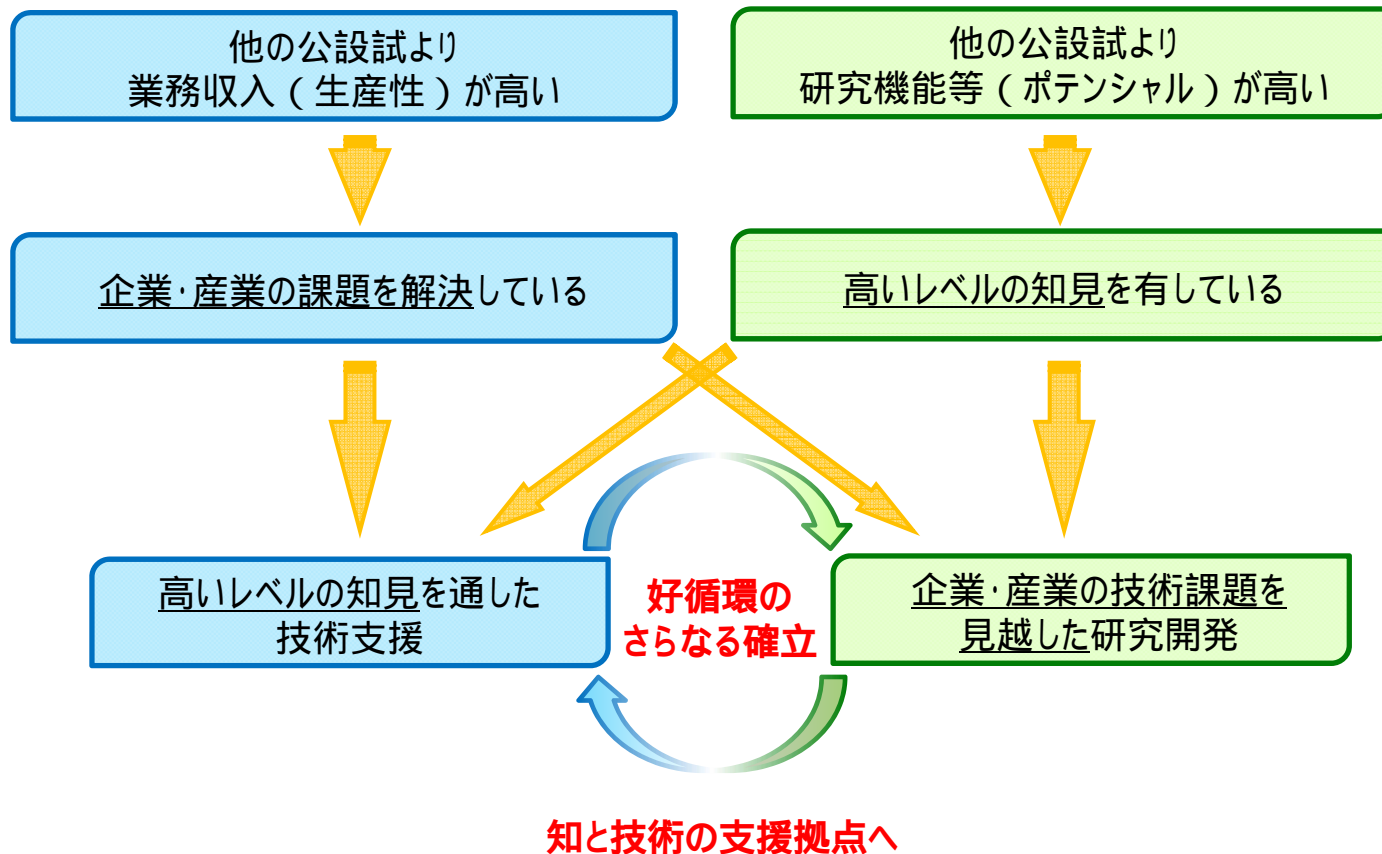 他の公設試より
業務収入（生産性）が高い
他の公設試より
研究機能等（ポテンシャル）が高い
企業・産業の課題を解決している
高いレベルの知見を有している
高いレベルの知見を通した
技術支援
好循環の
さらなる確立
企業・産業の技術課題を
見越した研究開発
知と技術の支援拠点へ